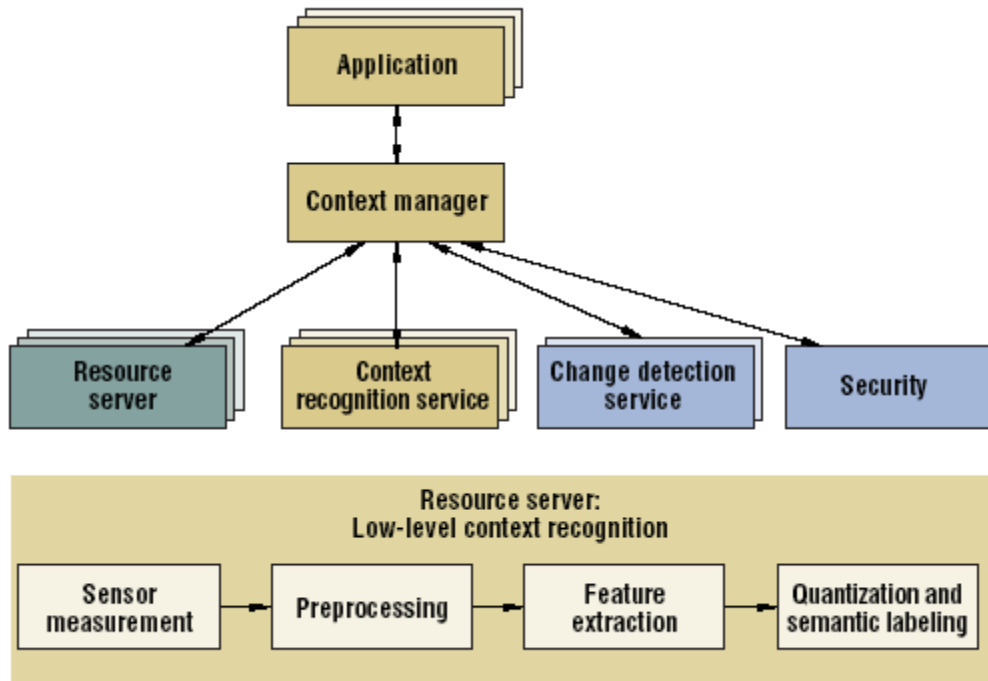 Application
Context manager
Resource
server
Context
recognition service
Change detection
service
Security
Resource server:
Low-level context recognition
Sensor
measurement
Preprocessing
Feature
extraction
Quantization and
semantic labeling